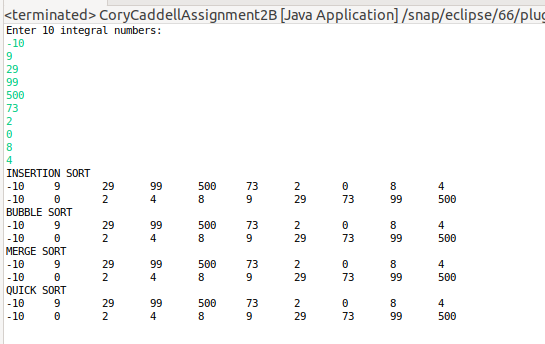 <terminated> CoryCaddellAssignment2B [Java Application] /snap/eclipse/66/plug
Enter 10 integral numbers:
-10
9
29
99
500
73
2
0
8
4
INSERTION SORT
-10 9 29 99 500 73 2 0 8 4
-10 0 2 4 8 9 29 73 99 500
BUBBLE SORT
-10 9 29 99 500 73 2 0 8 4
-10 0 2 4 8 9 29 73 99 500
MERGE SORT
-10 9 29 99 500 73 2 0 8 4
-10 0 2 4 8 9 29 73 99 500
QUICK SORT
-10 9 29 99 500 73 2 0 8 4
-10 0 2 4 8 9 29 73 99 500